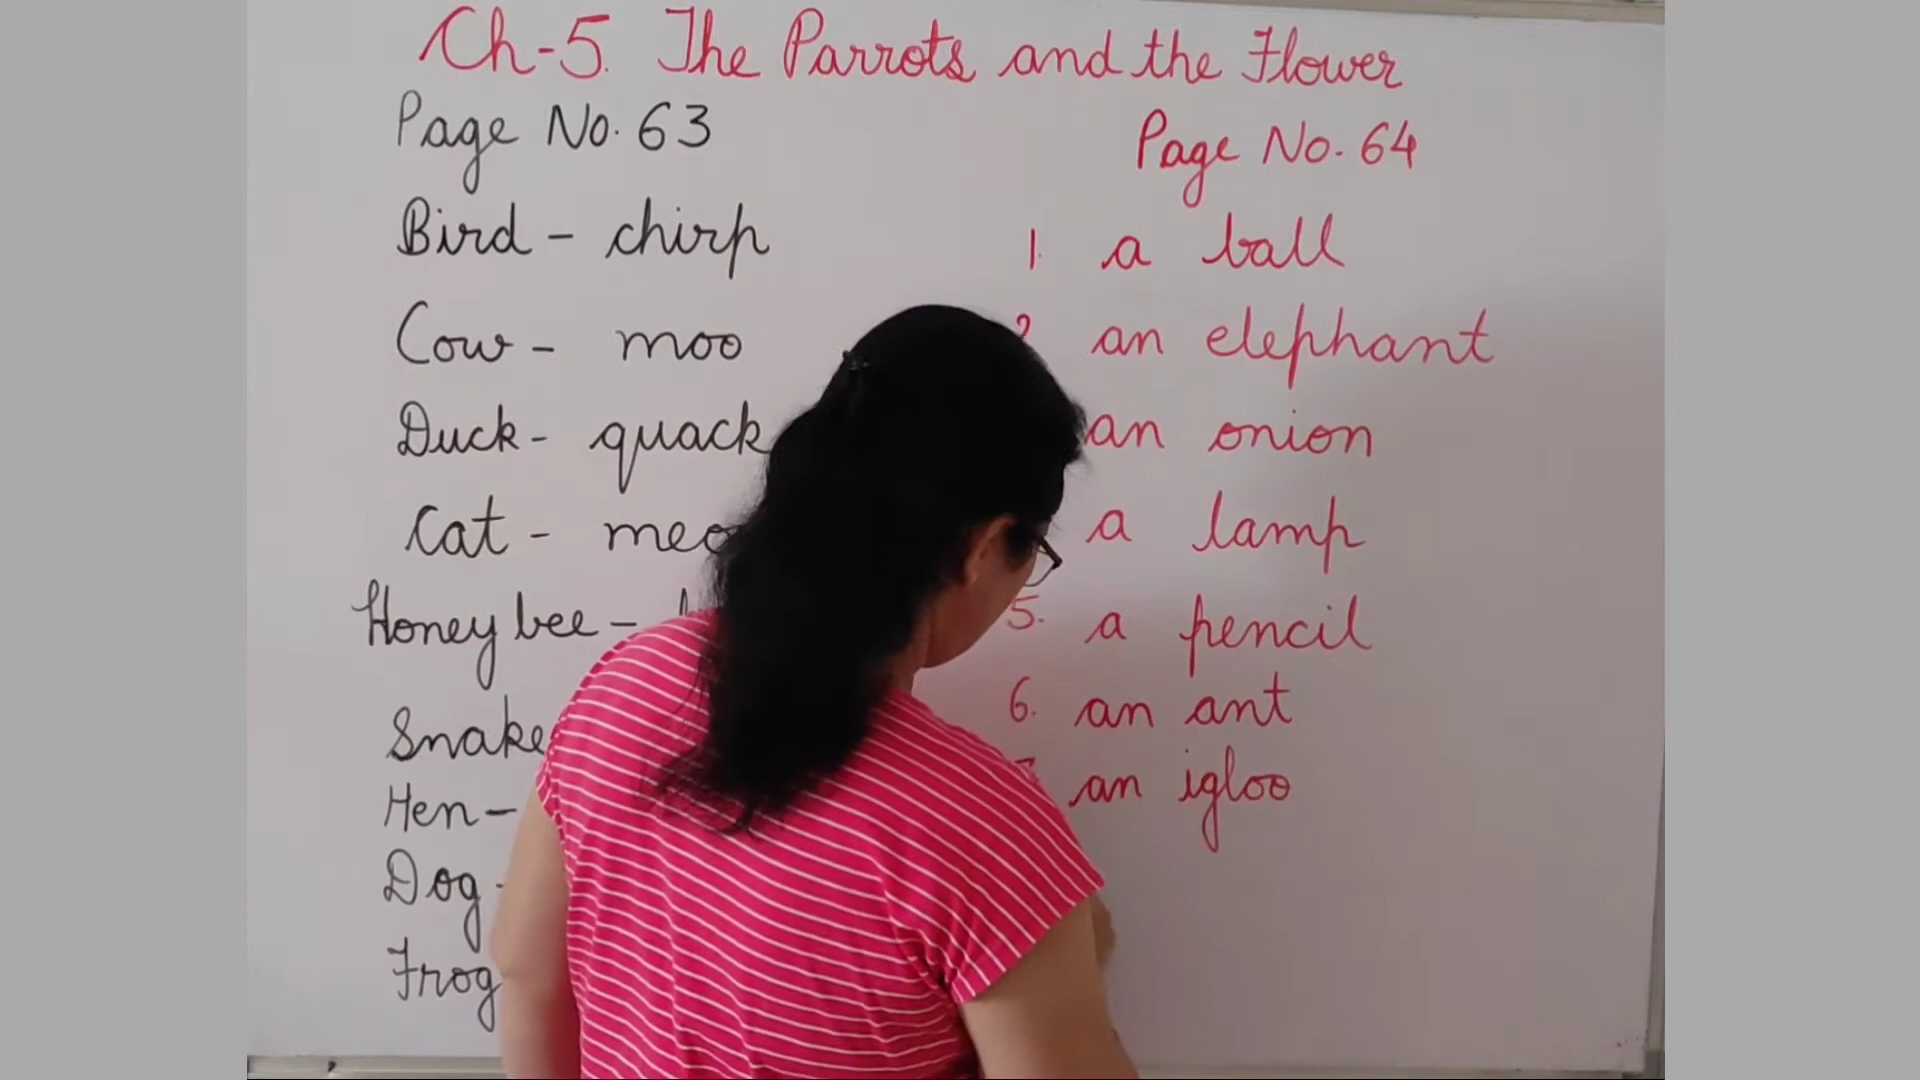 Ch-5. The Parrots and the Flower
Page No. 63
Bird - chirp
Cow - moo
Duck - quack
Cat -
Honey bee -
Snake
Hen -
Dog -
Frog
Page No. 64
1. a ball
2. an elephant
an onion
a lamp
5. a pencil
6. an ant
7. an igloo